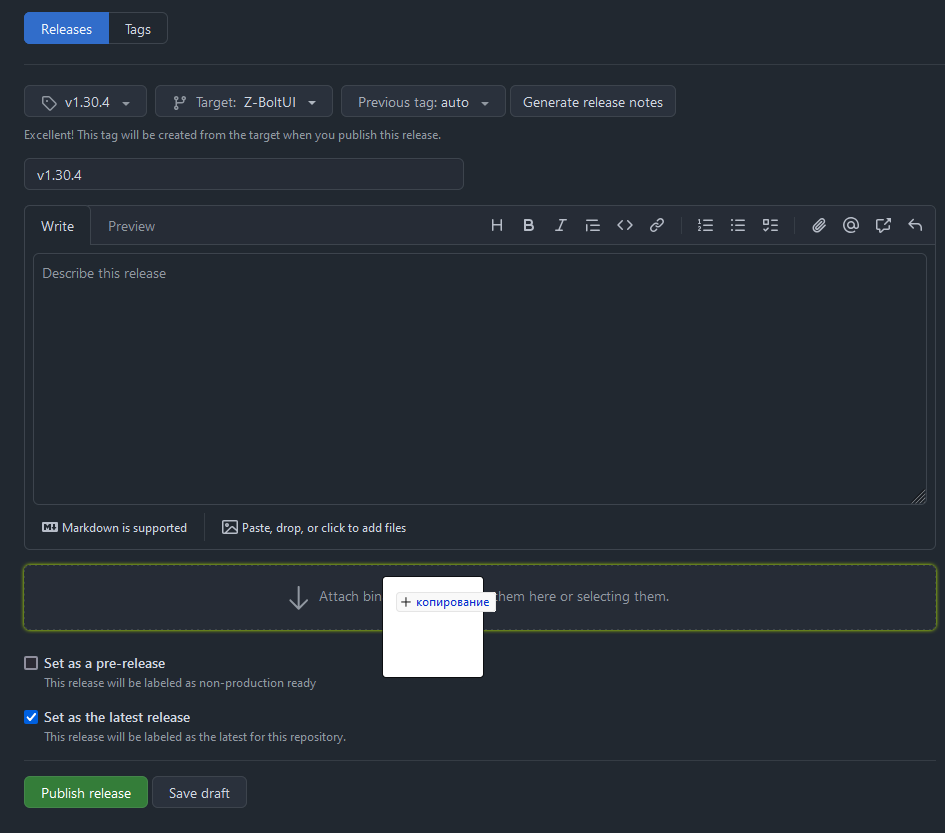 Releases Tags
v1.30.4 Target: Z-BoltUI Previous tag: auto Generate release notes
Excellent! This tag will be created from the target when you publish this release.
v1.30.4
Write Preview
Describe this release
Markdown is supported Paste, drop, or click to add files
Attach bin + копирование them here or selecting them.
Set as a pre-release
This release will be labeled as non-production ready
Set as the latest release
This release will be labeled as the latest for this repository.
Publish release Save draft